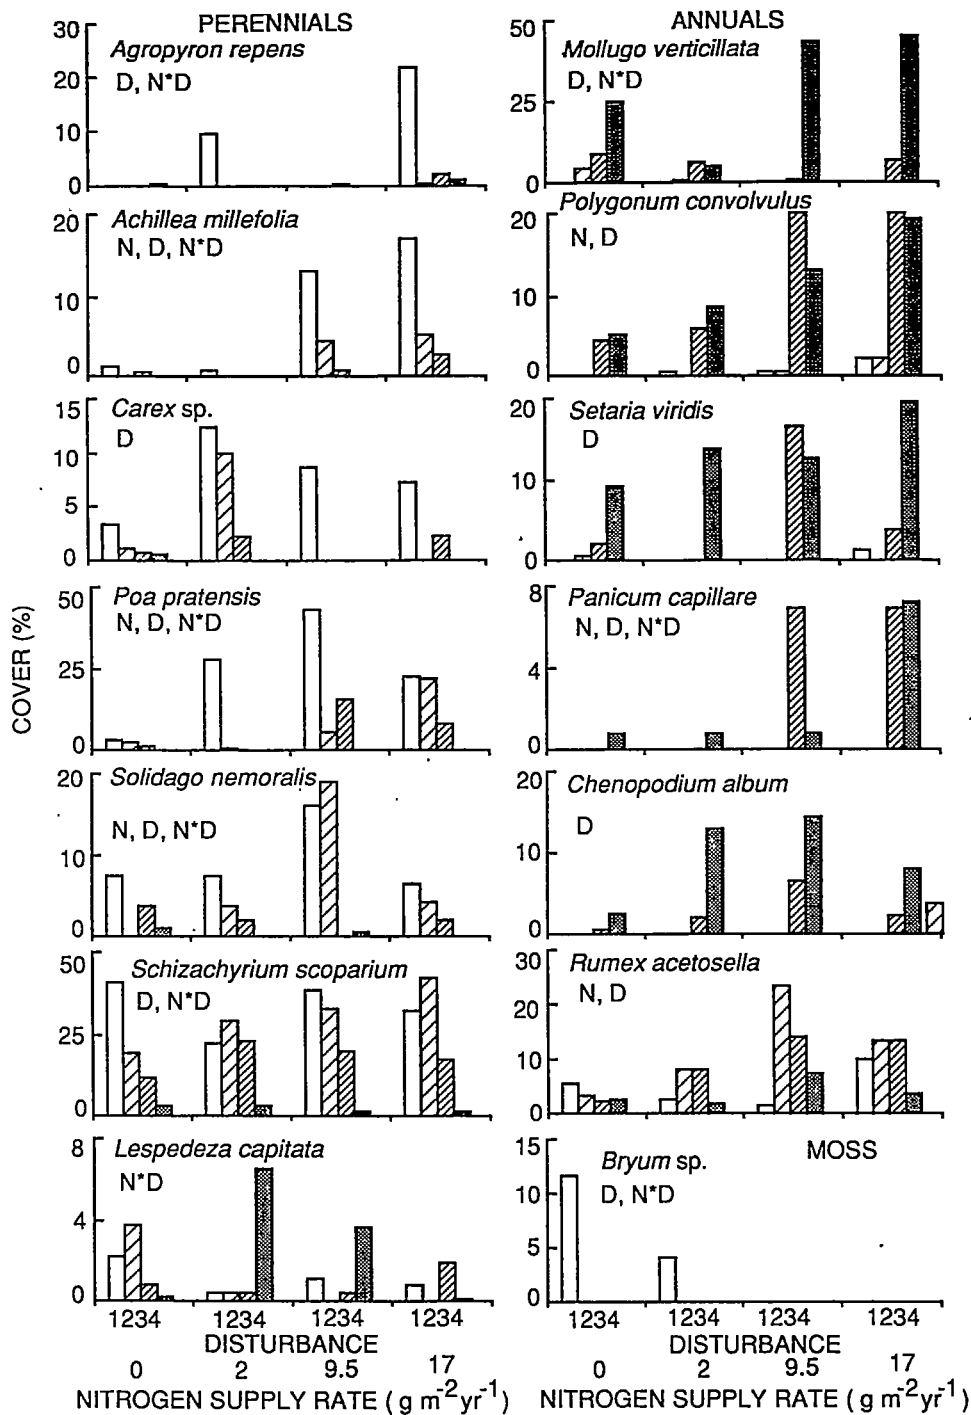 PERENNIALS
30
20
10
0
Agropyron repens
D, N*D
20
10
0
Achillea millefolia
N, D, N*D
15
10
5
0
Carex sp.
D
50
25
0
Poa pratensis
N, D, N*D
20
10
0
Solidago nemoralis
N, D, N*D
50
25
0
Schizachyrium scoparium
D, N*D
8
4
0
Lespedeza capitata
N*D
COVER (%)
1234 1234 1234 1234
DISTURBANCE
0 2 9.5 17
NITROGEN SUPPLY RATE ( g m-2yr-1)
ANNUALS
50
25
0
Mollugo verticillata
D, N*D
20
10
0
Polygonum convolvulus
N, D
20
10
0
Setaria viridis
D
8
4
0
Panicum capillare
N, D, N*D
20
10
0
Chenopodium album
D
30
20
10
0
Rumex acetosella
N, D
15
10
5
0
MOSS
Bryum sp.
D, N*D
1234 1234 1234 1234
DISTURBANCE
0 2 9.5 17
NITROGEN SUPPLY RATE ( g m-2yr-1)